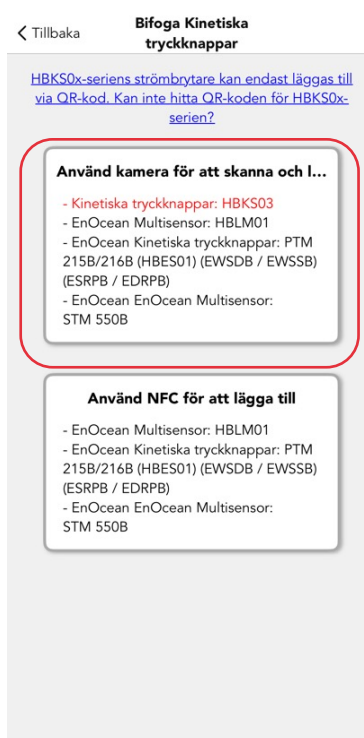 Tillbaka
Bifoga Kinetiska
tryckknappar
HBKS0x-seriens strömbrytare kan endast läggas till
via QR-kod. Kan inte hitta QR-koden för HBKS0x-
serien?
Använd kamera för att skanna och l...
- Kinetiska tryckknappar: HBKS03
- EnOcean Multisensor: HBLM01
- EnOcean Kinetiska tryckknappar: PTM
215B/216B (HBES01) (EWSDB / EWSSB)
(ESRPB / EDRPB)
- EnOcean EnOcean Multisensor:
STM 550B
Använd NFC för att lägga till
- EnOcean Multisensor: HBLM01
- EnOcean Kinetiska tryckknappar: PTM
215B/216B (HBES01) (EWSDB / EWSSB)
(ESRPB / EDRPB)
- EnOcean EnOcean Multisensor:
STM 550B